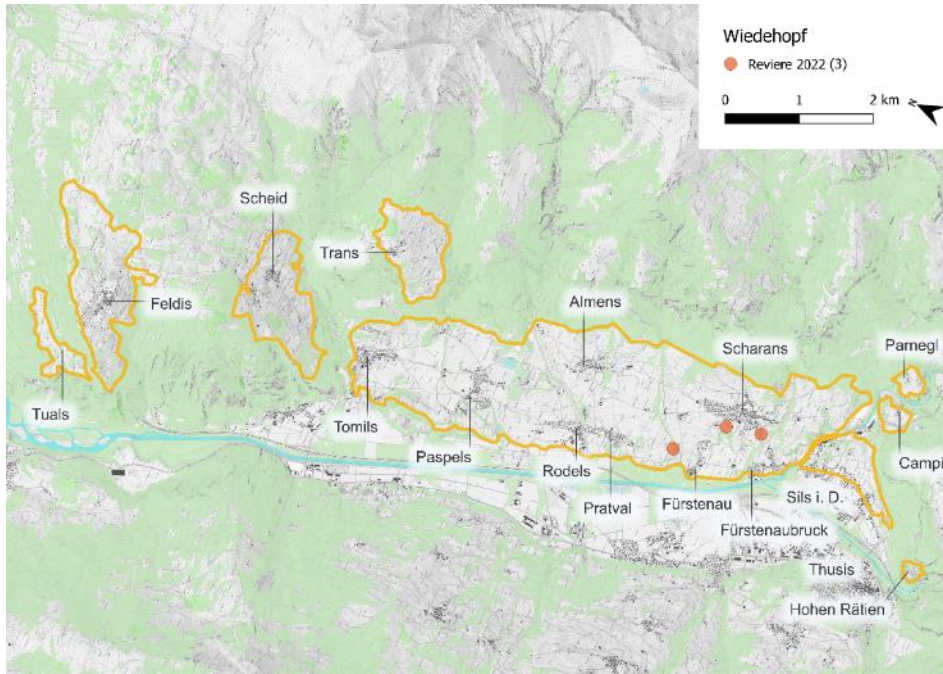 Wiedehopf
Reviere 2022 (3)
0 1 2 km
N
Scheid
Trans
Feldis
Almens
Scharans
Parnegl
Tuals
Tomils
Paspels
Rodels
Pratval
Fürstenau
Fürstenaubruck
Sils i. D.
Campi
Thusis
Hohen Rätien